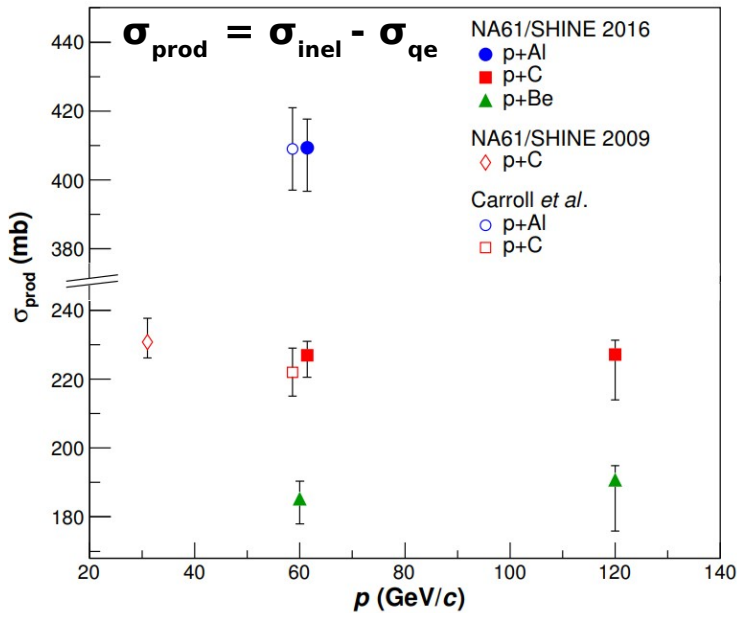 σprod = σinel - σqe
NA61/SHINE 2016
p+Al
p+C
p+Be
NA61/SHINE 2009
p+C
Carroll et al.
p+Al
p+C
σprod (mb)
440
420
400
380
240
220
200
180
20 40 60 80 100 120 140
p (GeV/c)